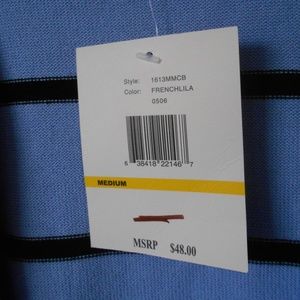 Style: 1613MMCB
Color: FRENCHLILA
0506
6 38418 22146 7
MEDIUM
MSRP $48.00